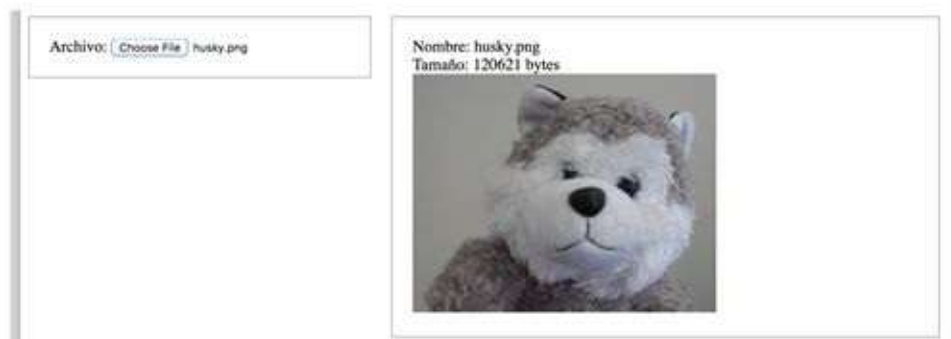 Archivo: Choose File husky.png
Nombre: husky.png
Tamaño: 120621 bytes